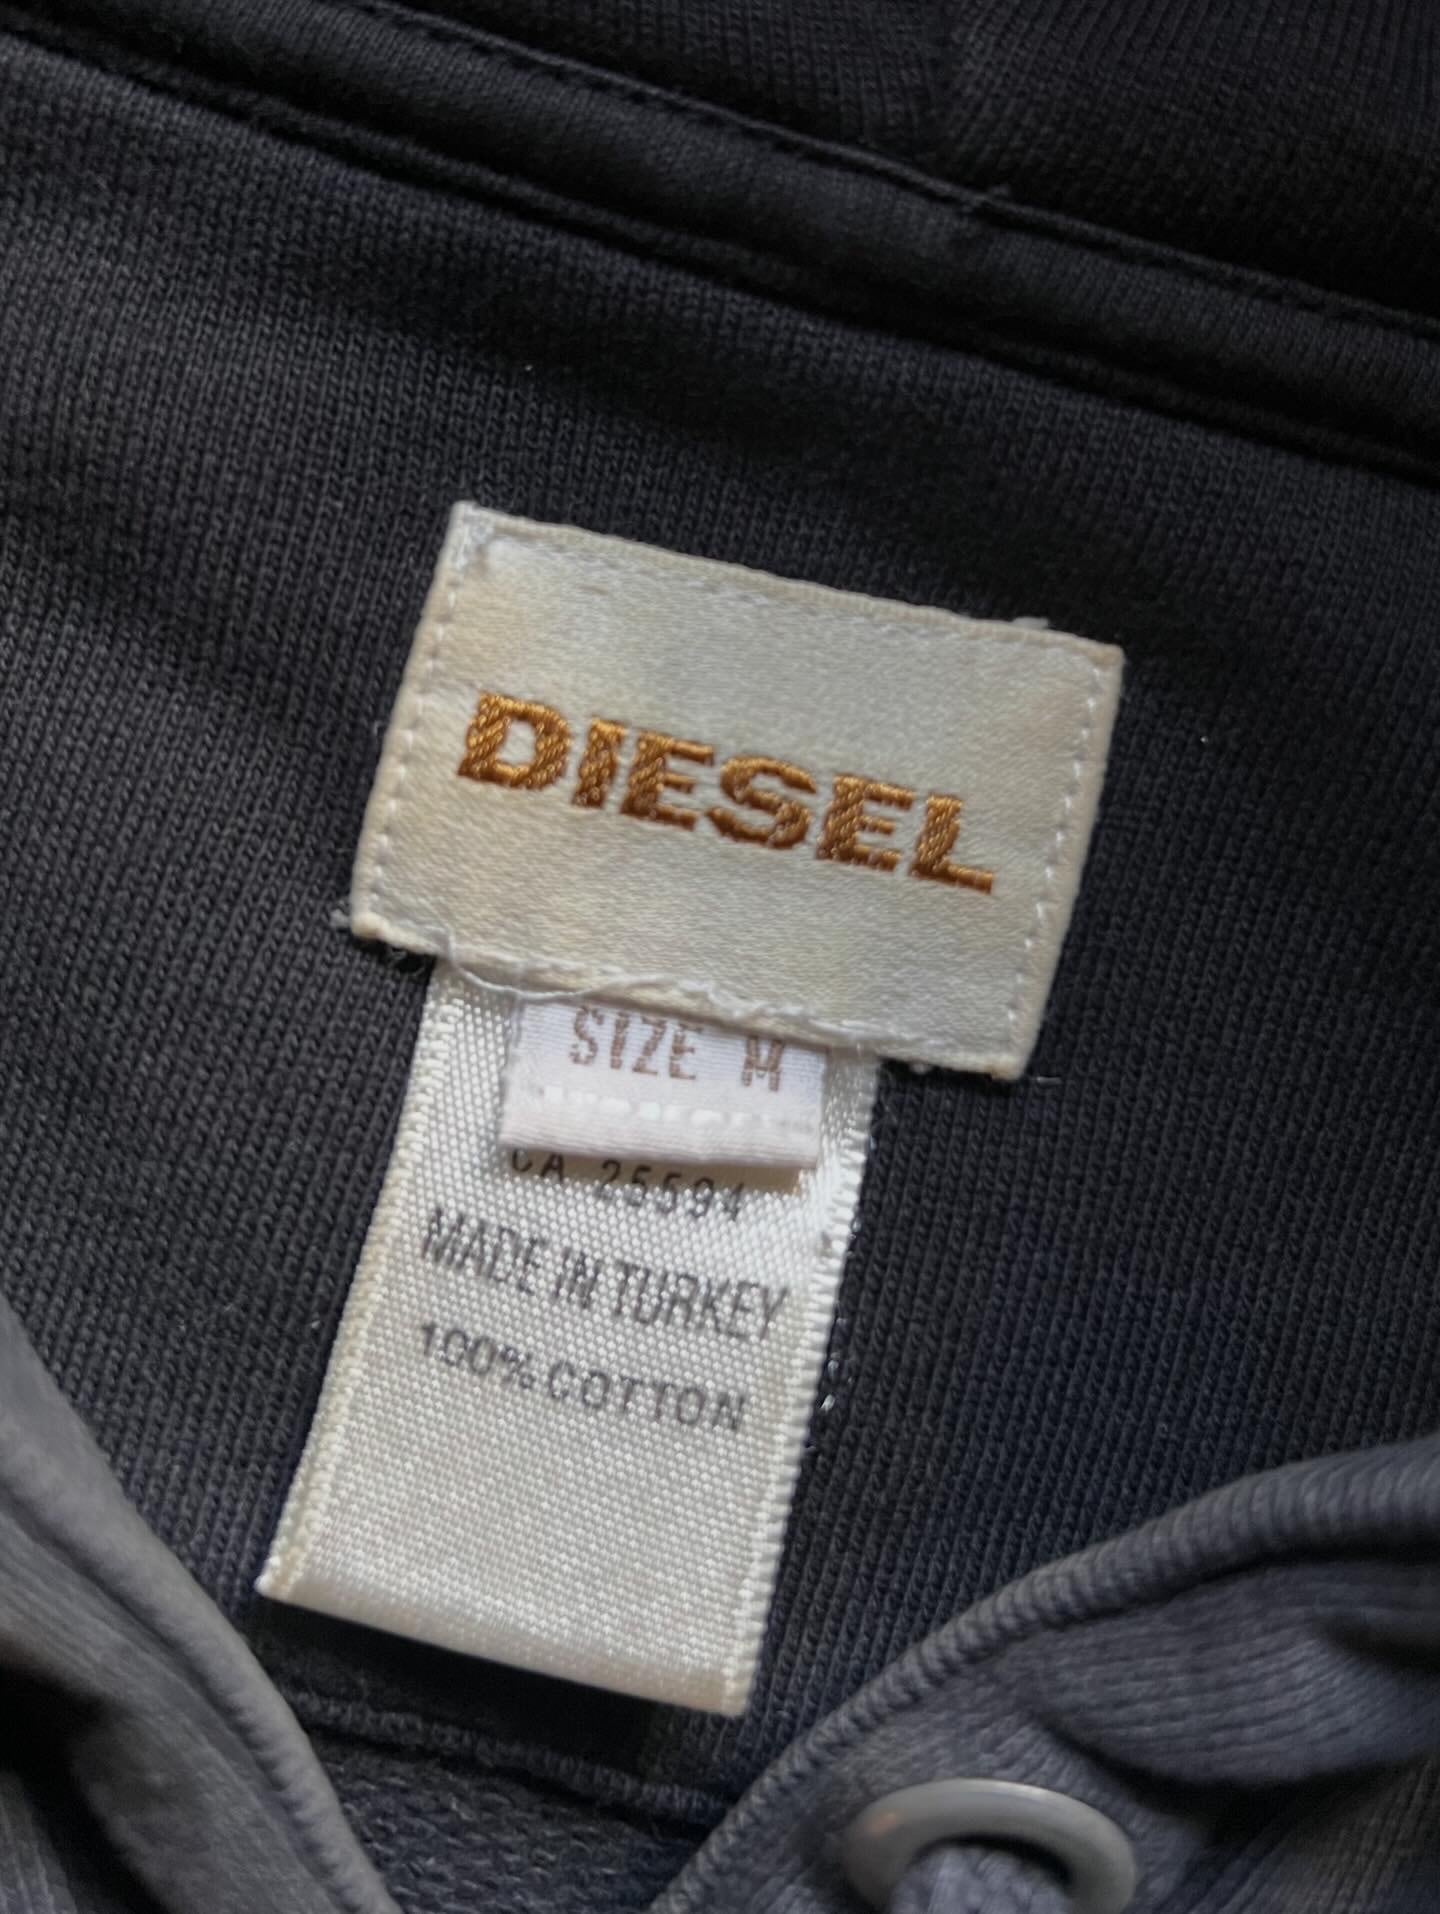 DIESEL
SIZE M
CA 25594
MADE IN TURKEY
100% COTTON